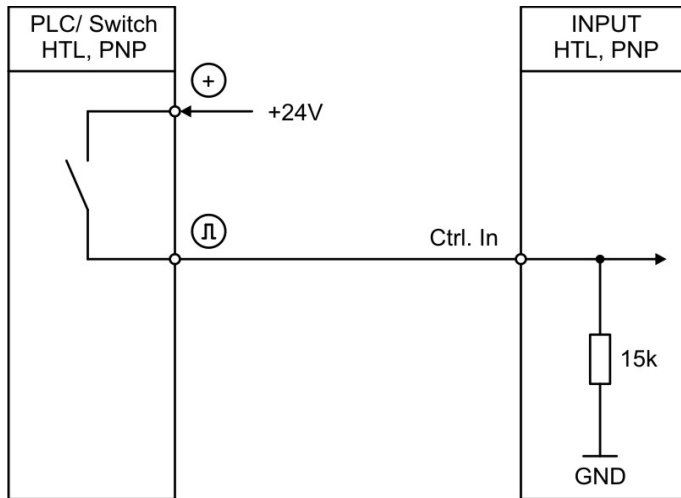 PLC/ Switch
HTL, PNP
INPUT
HTL, PNP
+
+24V
Ctrl. In
15k
GND